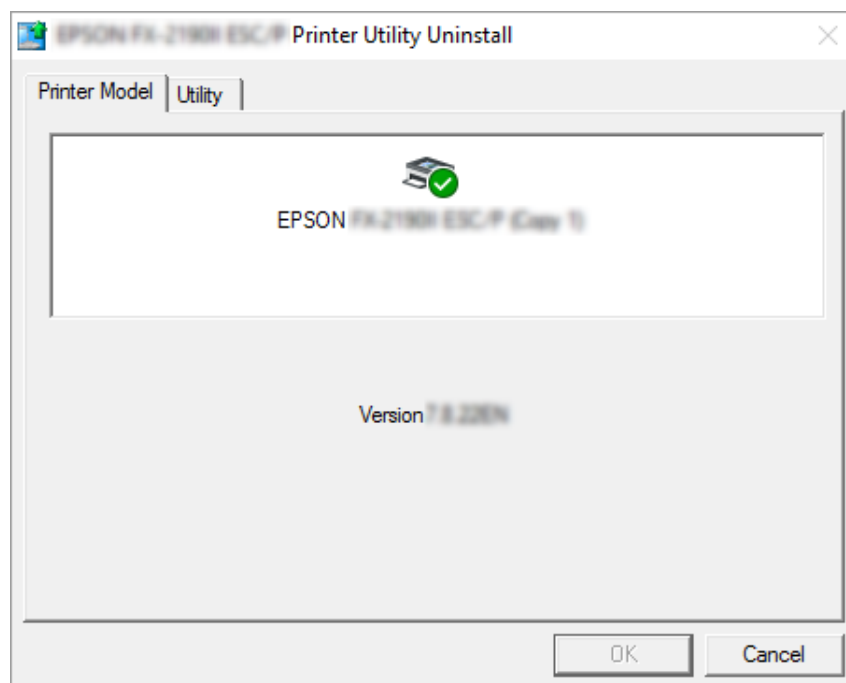 Printer Utility Uninstall
Printer Model
Utility
EPSON
Version
OK
Cancel